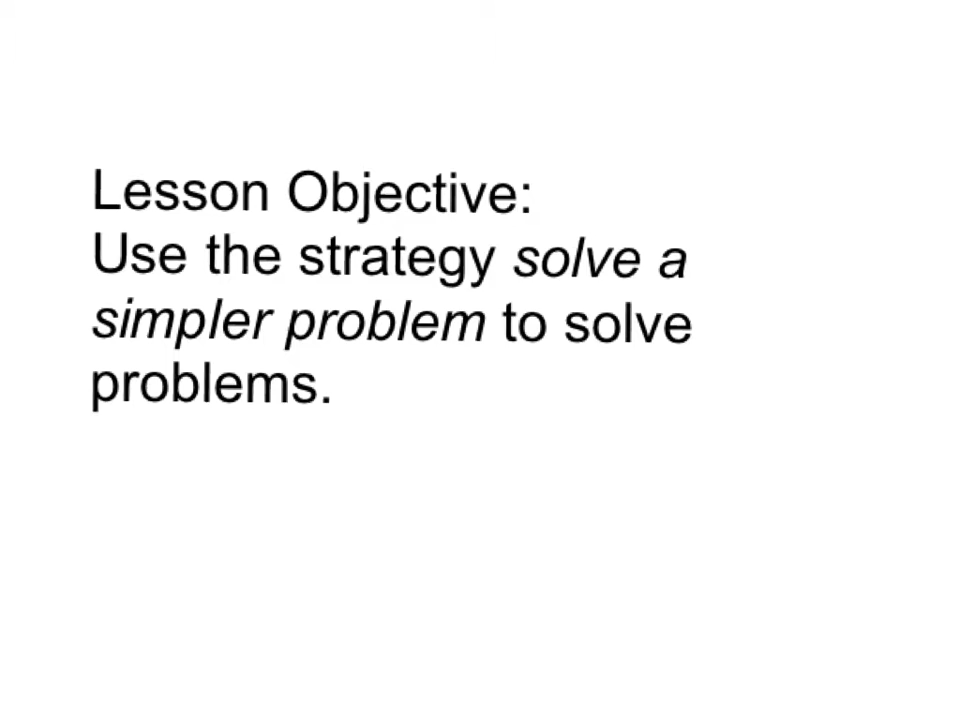 Lesson Objective:
Use the strategy solve a
simpler problem to solve
problems.